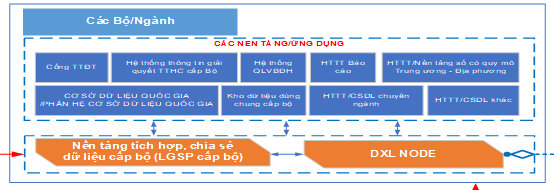 Các Bộ/Ngành
CÁC NỀN TẢNG/ỨNG DỤNG
Cổng TTĐT
Hệ thống thông tin giải
quyết TTHC cấp Bộ
Hệ thống
QLVBĐH
HTTT Báo
cáo
HTTT/Nền tảng số có quy mô
Trung ương - Địa phương
CƠ SỞ DỮ LIỆU QUỐC GIA
/PHÂN HỆ CƠ SỞ DỮ LIỆU QUỐC GIA
Kho dữ liệu dùng
chung cấp bộ
HTTT/CSDL chuyên
ngành
HTTT/CSDL khác
Nền tảng tích hợp, chia sẻ
dữ liệu cấp bộ (LGSP cấp bộ)
DXL NODE